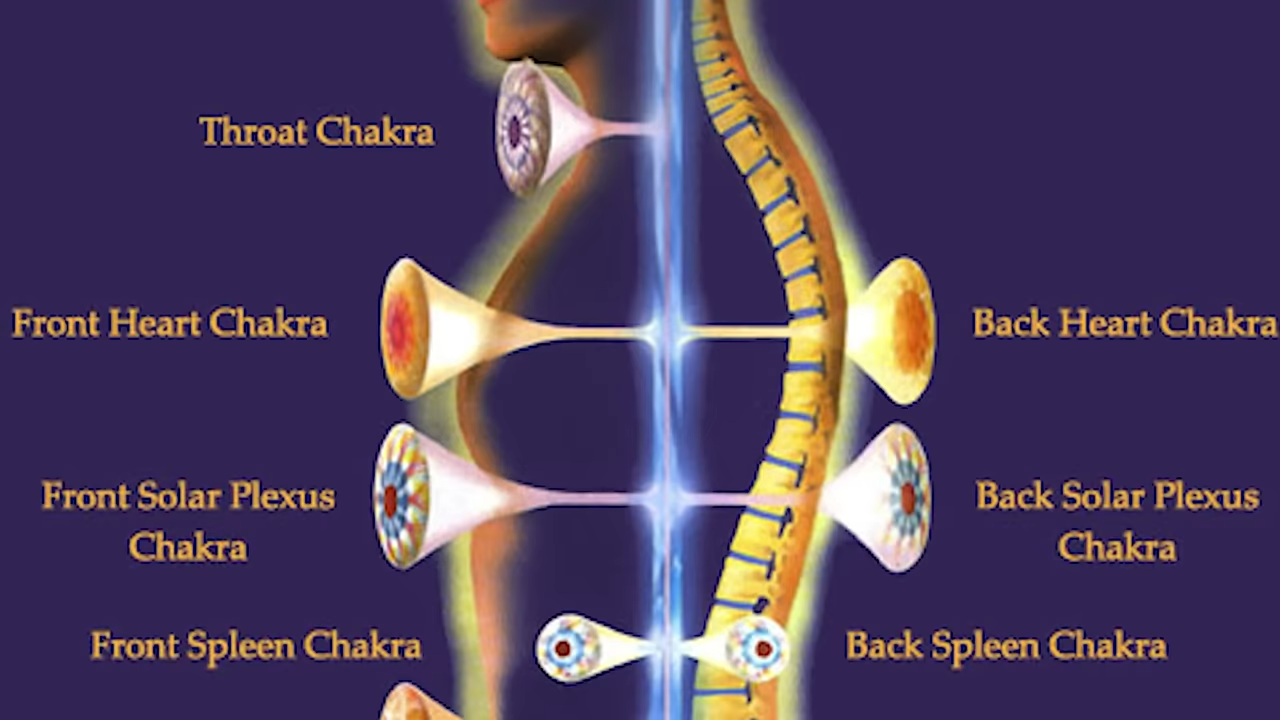 Throat Chakra
Front Heart Chakra
Back Heart Chakra
Front Solar Plexus
Chakra
Back Solar Plexus
Chakra
Front Spleen Chakra
Back Spleen Chakra